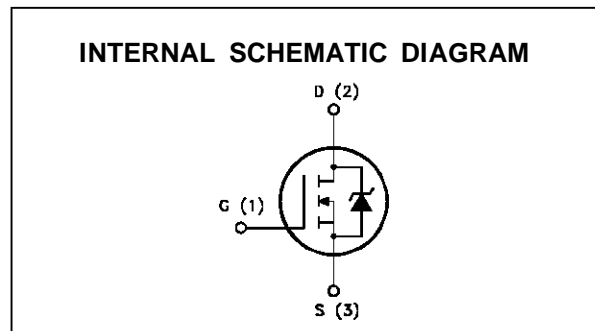 INTERNAL SCHEMATIC DIAGRAM
D (2)
G (1)
S (3)